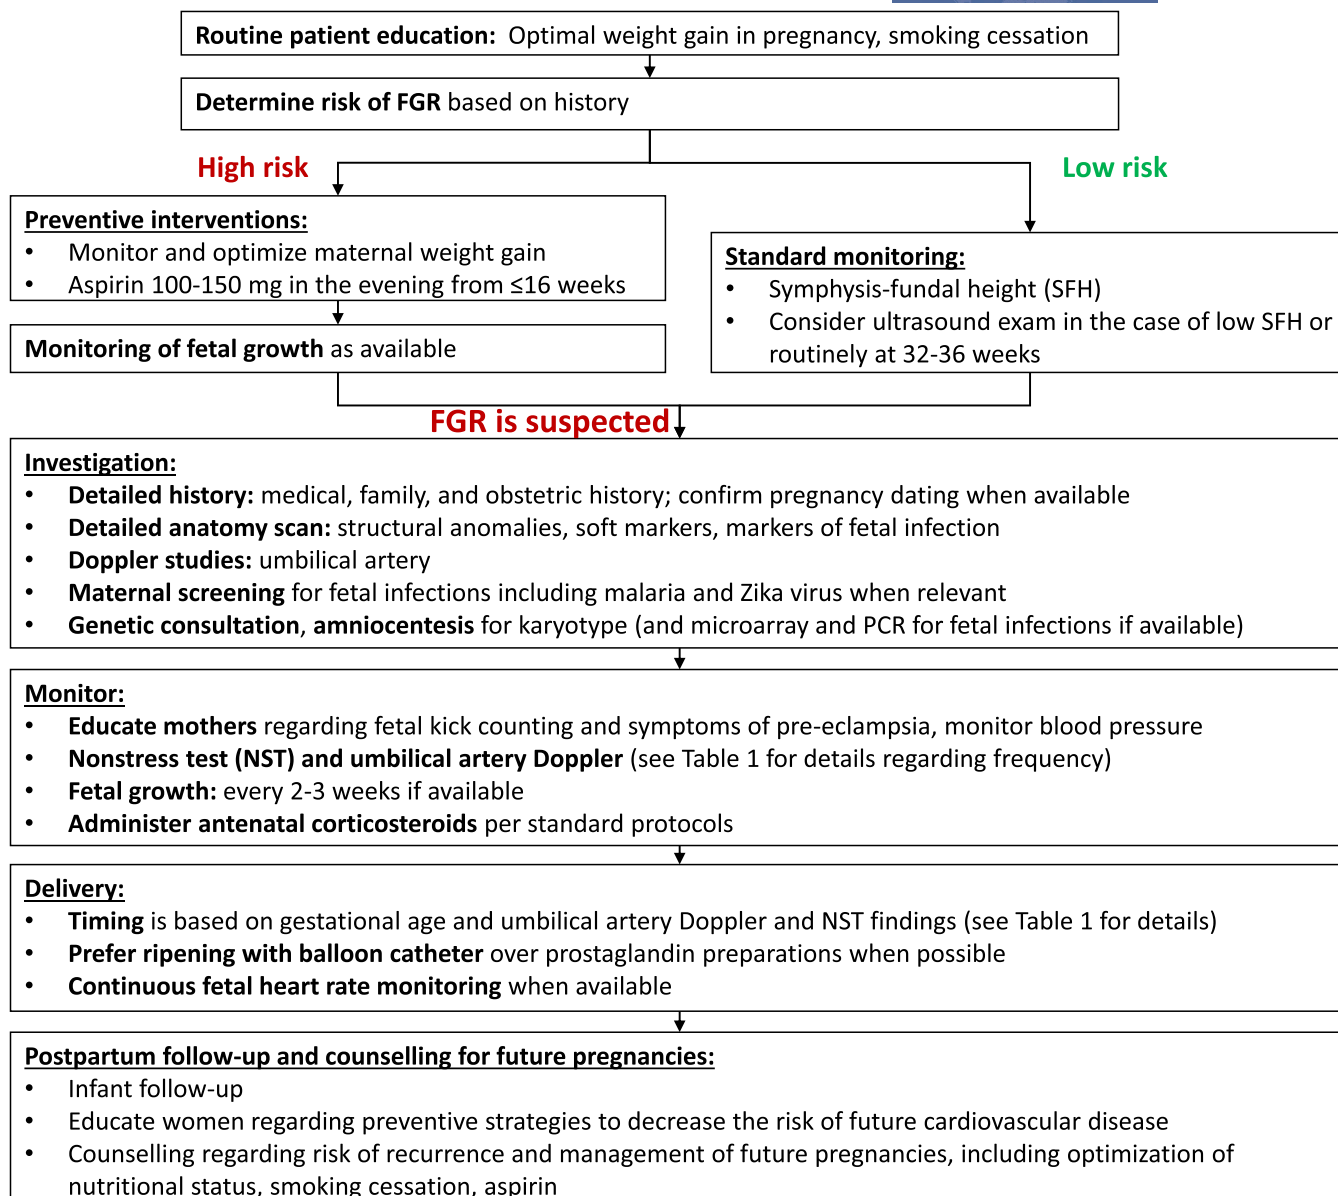 Routine patient education: Optimal weight gain in pregnancy, smoking cessation
Determine risk of FGR based on history
High risk
Low risk
Preventive interventions:
• Monitor and optimize maternal weight gain
• Aspirin 100-150 mg in the evening from ≤16 weeks
Monitoring of fetal growth as available
Standard monitoring:
• Symphysis-fundal height (SFH)
• Consider ultrasound exam in the case of low SFH or
routinely at 32-36 weeks
FGR is suspected
Investigation:
• Detailed history: medical, family, and obstetric history; confirm pregnancy dating when available
• Detailed anatomy scan: structural anomalies, soft markers, markers of fetal infection
• Doppler studies: umbilical artery
• Maternal screening for fetal infections including malaria and Zika virus when relevant
• Genetic consultation, amniocentesis for karyotype (and microarray and PCR for fetal infections if available)
Monitor:
• Educate mothers regarding fetal kick counting and symptoms of pre-eclampsia, monitor blood pressure
• Nonstress test (NST) and umbilical artery Doppler (see Table 1 for details regarding frequency)
• Fetal growth: every 2-3 weeks if available
• Administer antenatal corticosteroids per standard protocols
Delivery:
• Timing is based on gestational age and umbilical artery Doppler and NST findings (see Table 1 for details)
• Prefer ripening with balloon catheter over prostaglandin preparations when possible
• Continuous fetal heart rate monitoring when available
Postpartum follow-up and counselling for future pregnancies:
• Infant follow-up
• Educate women regarding preventive strategies to decrease the risk of future cardiovascular disease
• Counselling regarding risk of recurrence and management of future pregnancies, including optimization of
nutritional status, smoking cessation, aspirin